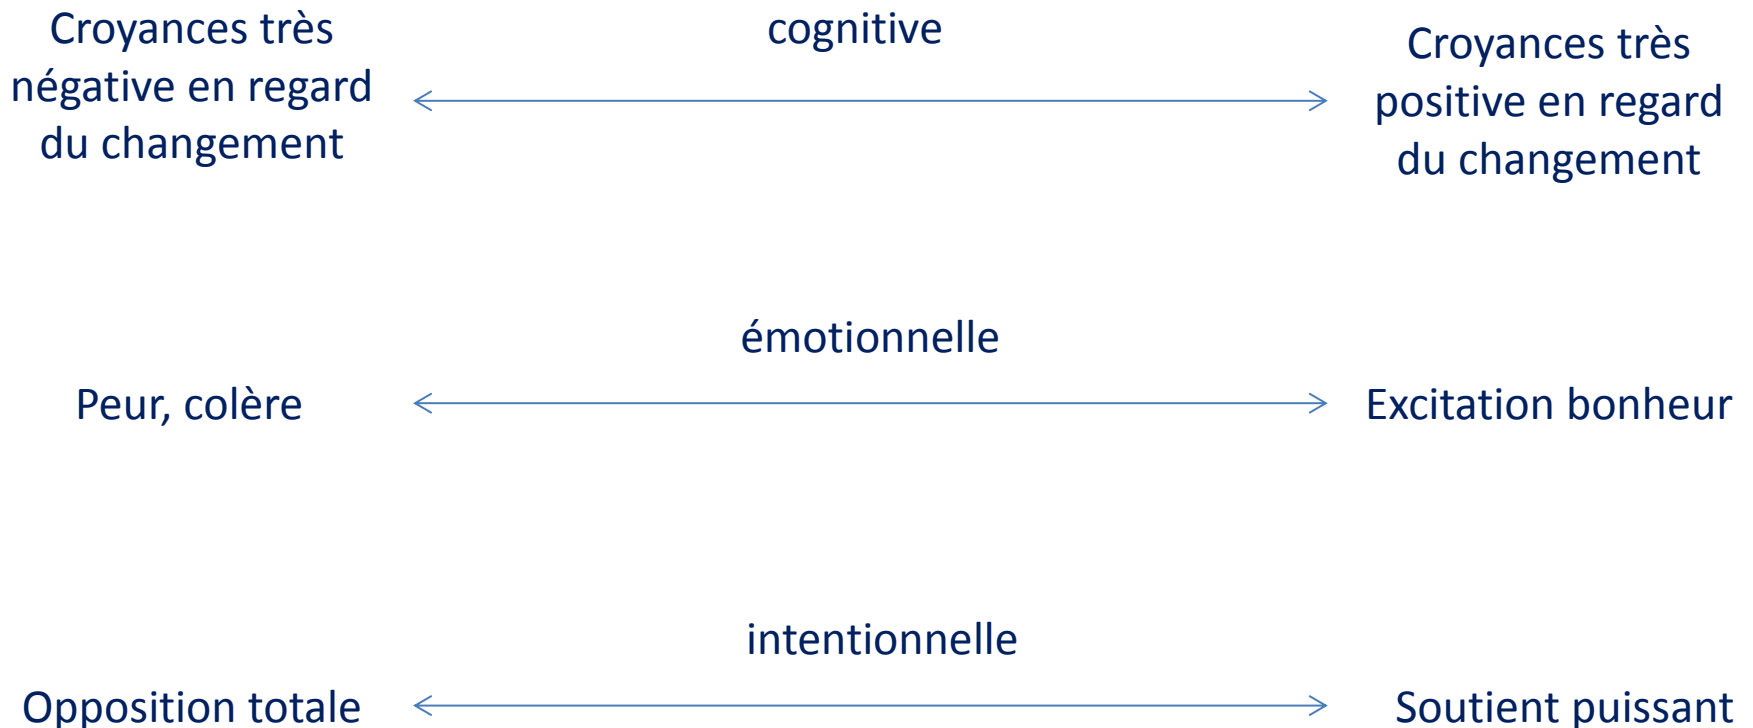 Croyances très
négative en regard
du changement
cognitive
Croyances très
positive en regard
du changement
émotionnelle
Peur, colère
Excitation bonheur
intentionnelle
Opposition totale
Soutient puissant